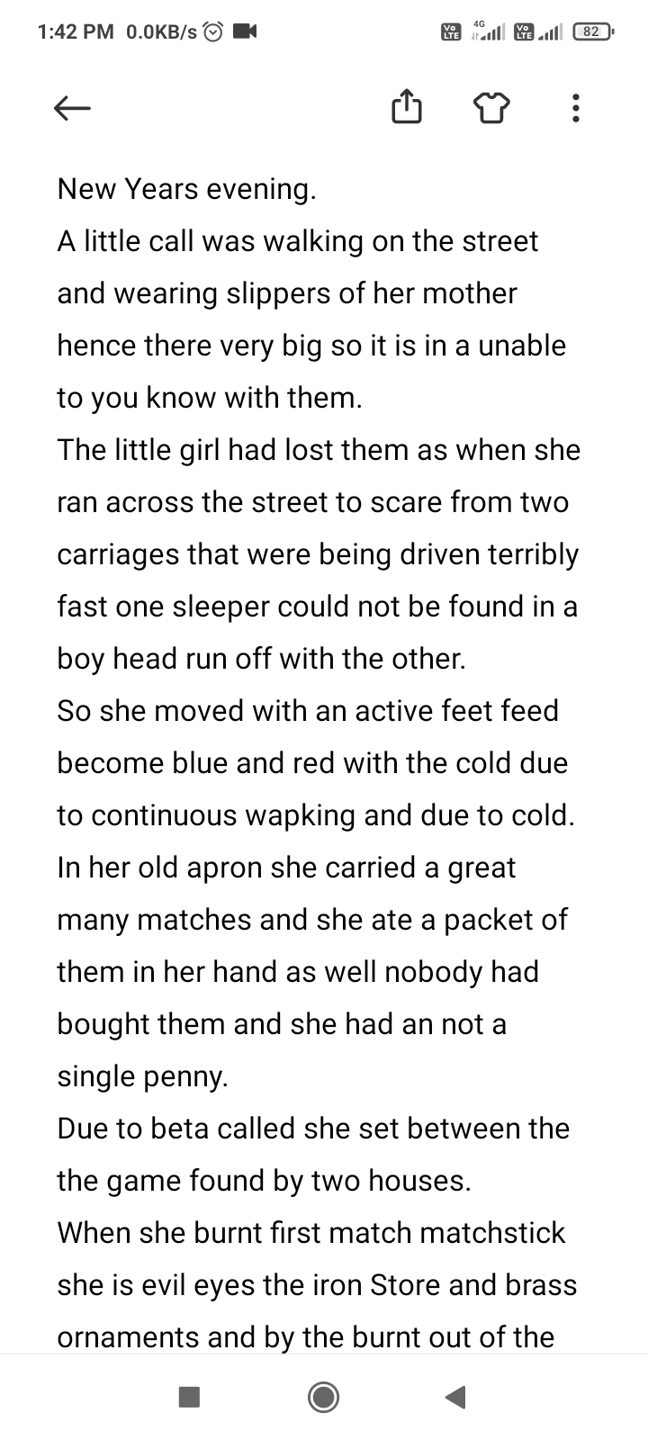 1:42 PM 0.0KB/s Vo LTE 4G Vo LTE 82
New Years evening.
A little call was walking on the street
and wearing slippers of her mother
hence there very big so it is in a unable
to you know with them.
The little girl had lost them as when she
ran across the street to scare from two
carriages that were being driven terribly
fast one sleeper could not be found in a
boy head run off with the other.
So she moved with an active feet feed
become blue and red with the cold due
to continuous wapking and due to cold.
In her old apron she carried a great
many matches and she ate a packet of
them in her hand as well nobody had
bought them and she had an not a
single penny.
Due to beta called she set between the
the game found by two houses.
When she burnt first match matchstick
she is evil eyes the iron Store and brass
ornaments and by the burnt out of the